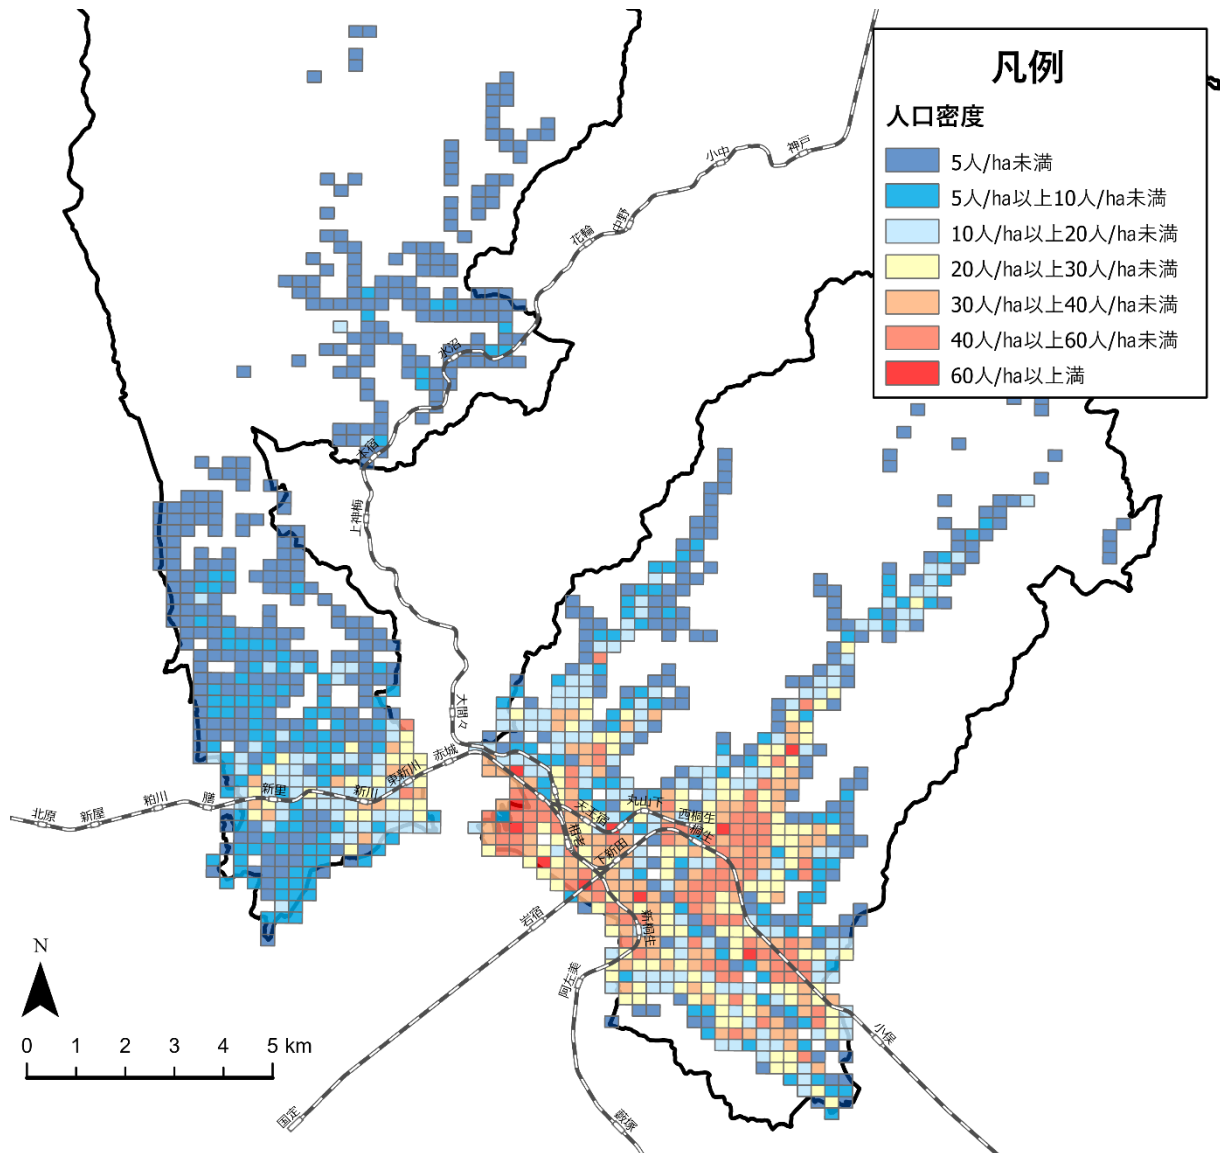 凡例
人口密度
5人/ha未満
5人/ha以上10人/ha未満
10人/ha以上20人/ha未満
20人/ha以上30人/ha未満
30人/ha以上40人/ha未満
40人/ha以上60人/ha未満
60人/ha以上満
神戸
小中
中野
花輪
水沼
本宿
上神梅
大間々
赤城
東新川
新川
新里
膳
粕川
新屋
北原
天王宿
丸山下
西桐生
桐生
相老
下新田
岩宿
新桐生
阿左美
小俣
国定
藪塚
N
0 1 2 3 4 5 km